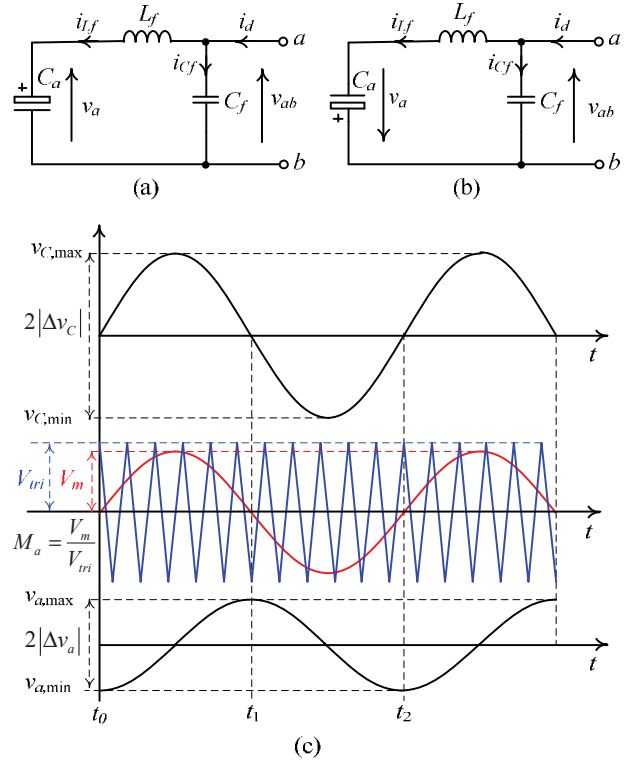 i_Lf L_f i_d a
C_a + v_a i_Cf C_f v_ab
b
(a)
i_Lf L_f i_d a
C_a + v_a i_Cf C_f v_ab
b
(b)
v_C,max
2|Δv_C|
t
v_C,min
V_tri V_m
M_a = V_m / V_tri
t
v_a,max
2|Δv_a|
t
v_a,min
t_0 t_1 t_2
(c)